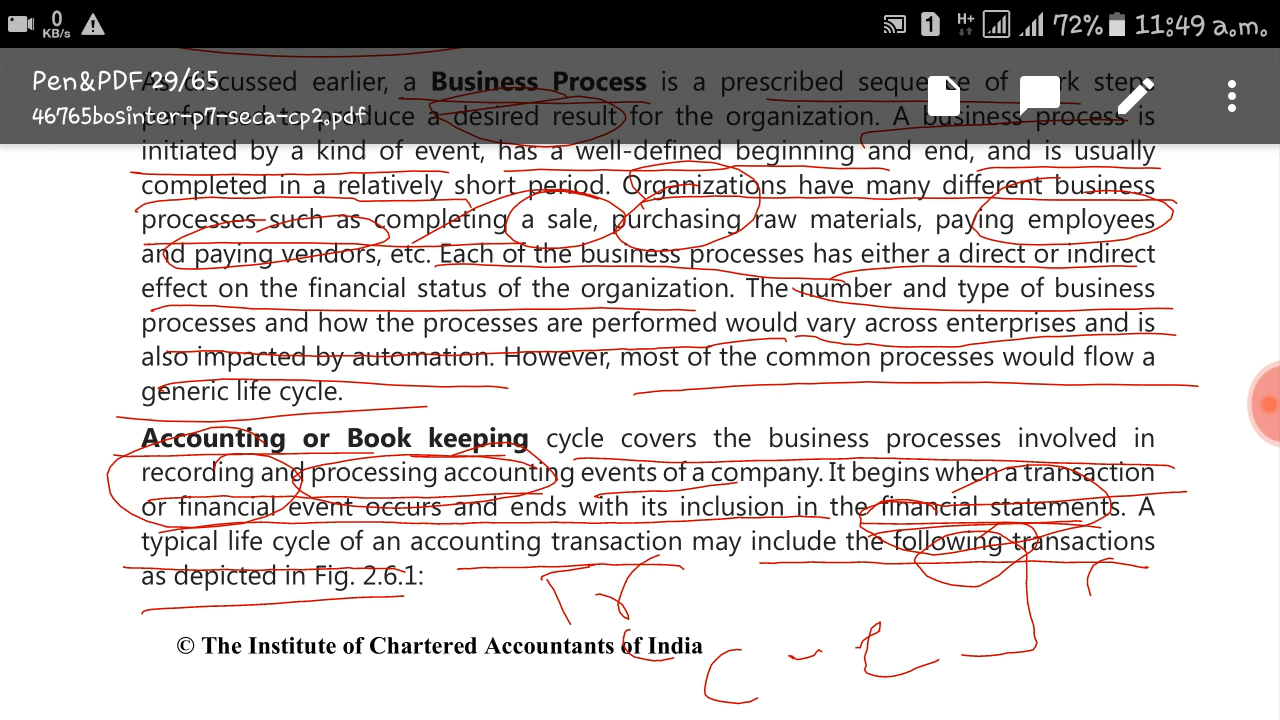 0 KB/s 1 H+ 72% 11:49 a.m.
Pen&PDF 29/65
46765bosinter-p7-seca-cp2.pdf
As discussed earlier, a Business Process is a prescribed sequence of work steps
performed to produce a desired result for the organization. A business process is
initiated by a kind of event, has a well-defined beginning and end, and is usually
completed in a relatively short period. Organizations have many different business
processes such as completing a sale, purchasing raw materials, paying employees
and paying vendors, etc. Each of the business processes has either a direct or indirect
effect on the financial status of the organization. The number and type of business
processes and how the processes are performed would vary across enterprises and is
also impacted by automation. However, most of the common processes would flow a
generic life cycle.
Accounting or Book keeping cycle covers the business processes involved in
recording and processing accounting events of a company. It begins when a transaction
or financial event occurs and ends with its inclusion in the financial statements. A
typical life cycle of an accounting transaction may include the following transactions
as depicted in Fig. 2.6.1:
© The Institute of Chartered Accountants of India